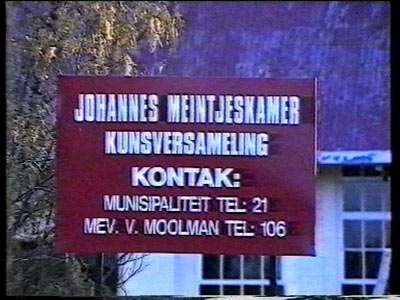 JOHANNES MEINTJESKAMER
KUNSVERSAMELING
KONTAK:
MUNISIPALITEIT TEL: 21
MEV. V. MOOLMAN TEL: 106